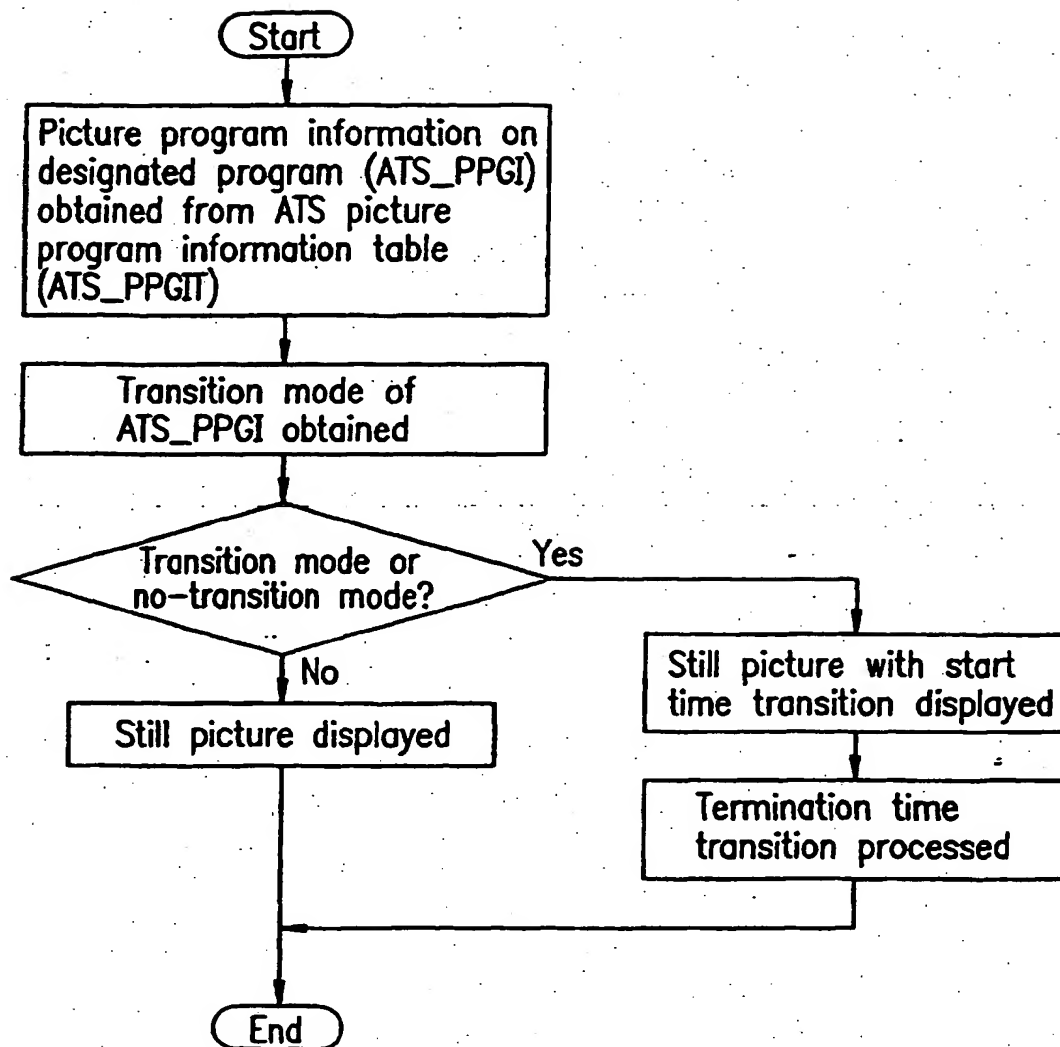 Start
Picture program information on
designated program (ATS_PPGI)
obtained from ATS picture
program information table
(ATS_PPGIT)
Transition mode of
ATS_PPGI obtained
Transition mode or
no-transition mode?
Yes
No
Still picture displayed
Still picture with start
time transition displayed
Termination time
transition processed
End